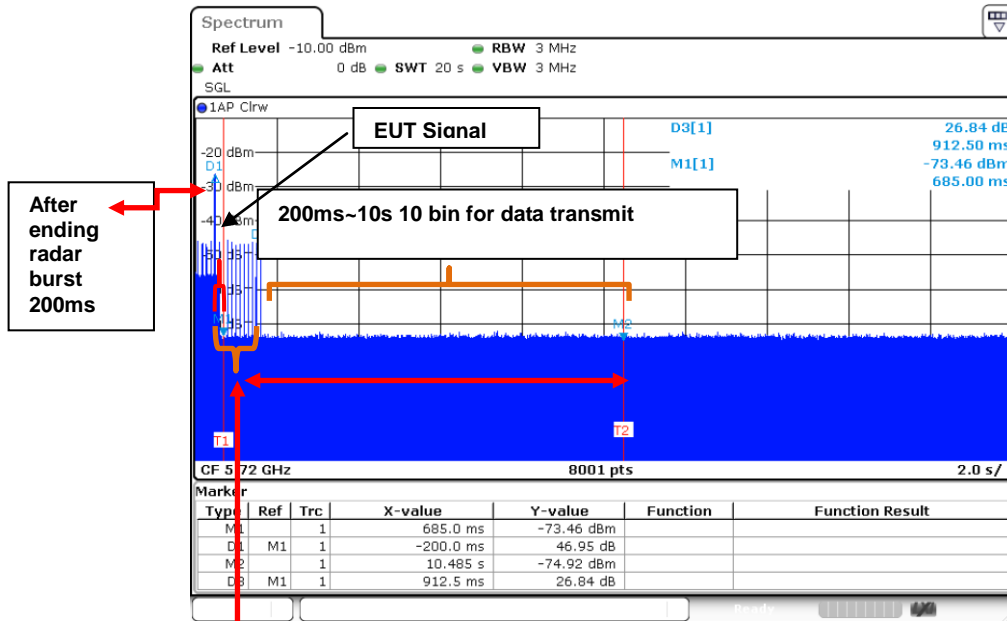 Spectrum
Ref Level -10.00 dBm RBW 3 MHz
Att 0 dB SWT 20 s VBW 3 MHz
SGL
1AP Clrw
EUT Signal
D3[1] 26.84 dB
912.50 ms
M1[1] -73.46 dBm
685.00 ms
-20 dBm
D1
-30 dBm
After
ending
radar
burst
200ms
200ms~10s 10 bin for data transmit
M2
T1
T2
CF 5.72 GHz 8001 pts 2.0 s/
Marker
Type Ref Trc X-value Y-value Function Function Result
M1 1 685.0 ms -73.46 dBm
D1 M1 1 -200.0 ms 46.95 dB
M2 1 10.485 s -74.92 dBm
D3 M1 1 912.5 ms 26.84 dB
Ready